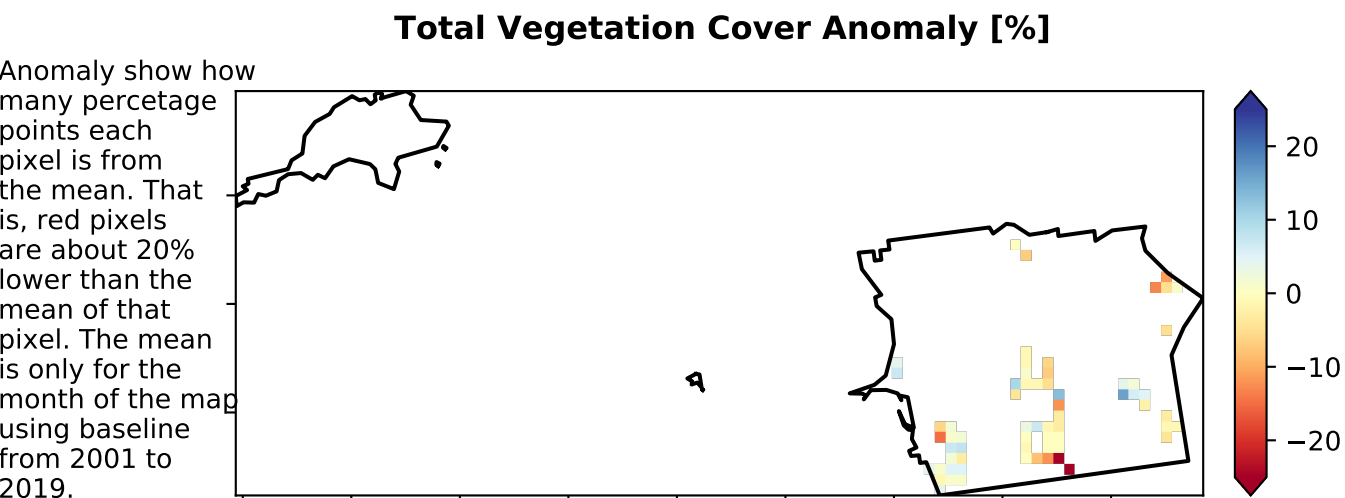 Total Vegetation Cover Anomaly [%]
Anomaly show how
many percetage
points each
pixel is from
the mean. That
is, red pixels
are about 20%
lower than the
mean of that
pixel. The mean
is only for the
month of the map
using baseline
from 2001 to
2019.
20
10
0
−10
−20